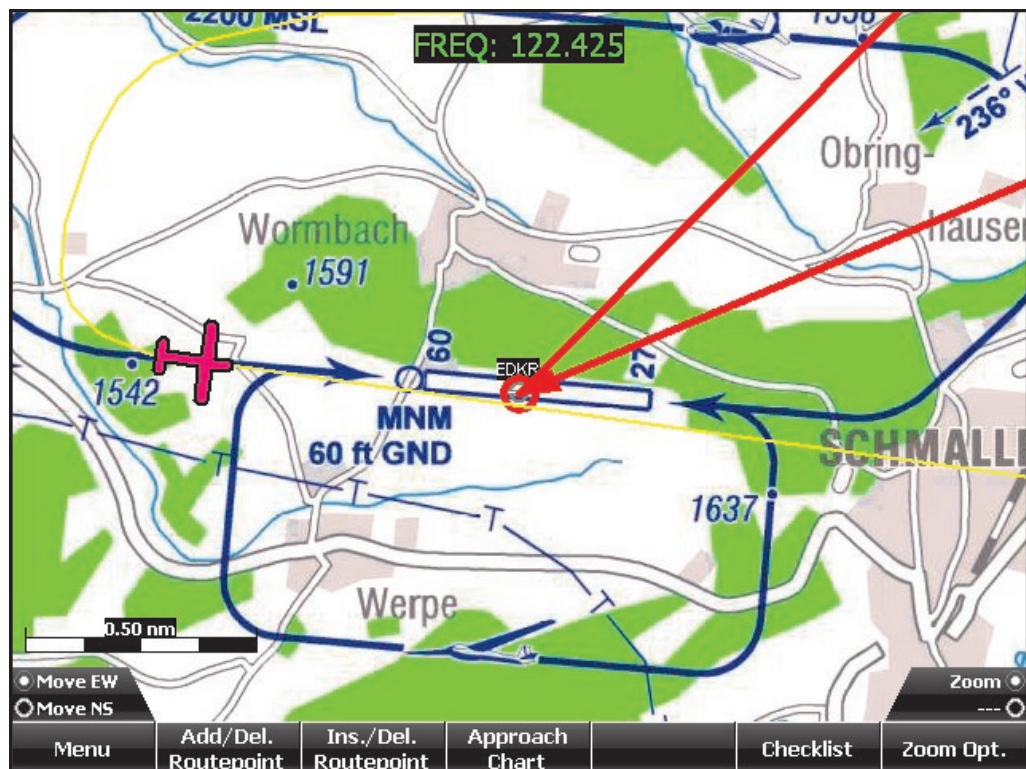 2200 MSL
1558
FREQ: 122.425
236°
Obring-
hausen
Wormbach
1591
09
27
EDKR
1542
MNM
60 ft GND
SCHMALLE
1637
T
T
T
T
T
Werpe
0.50 nm
Move EW
Move NS
Zoom
---
Menu
Add/Del.
Routepoint
Ins./Del.
Routepoint
Approach
Chart
Checklist
Zoom Opt.